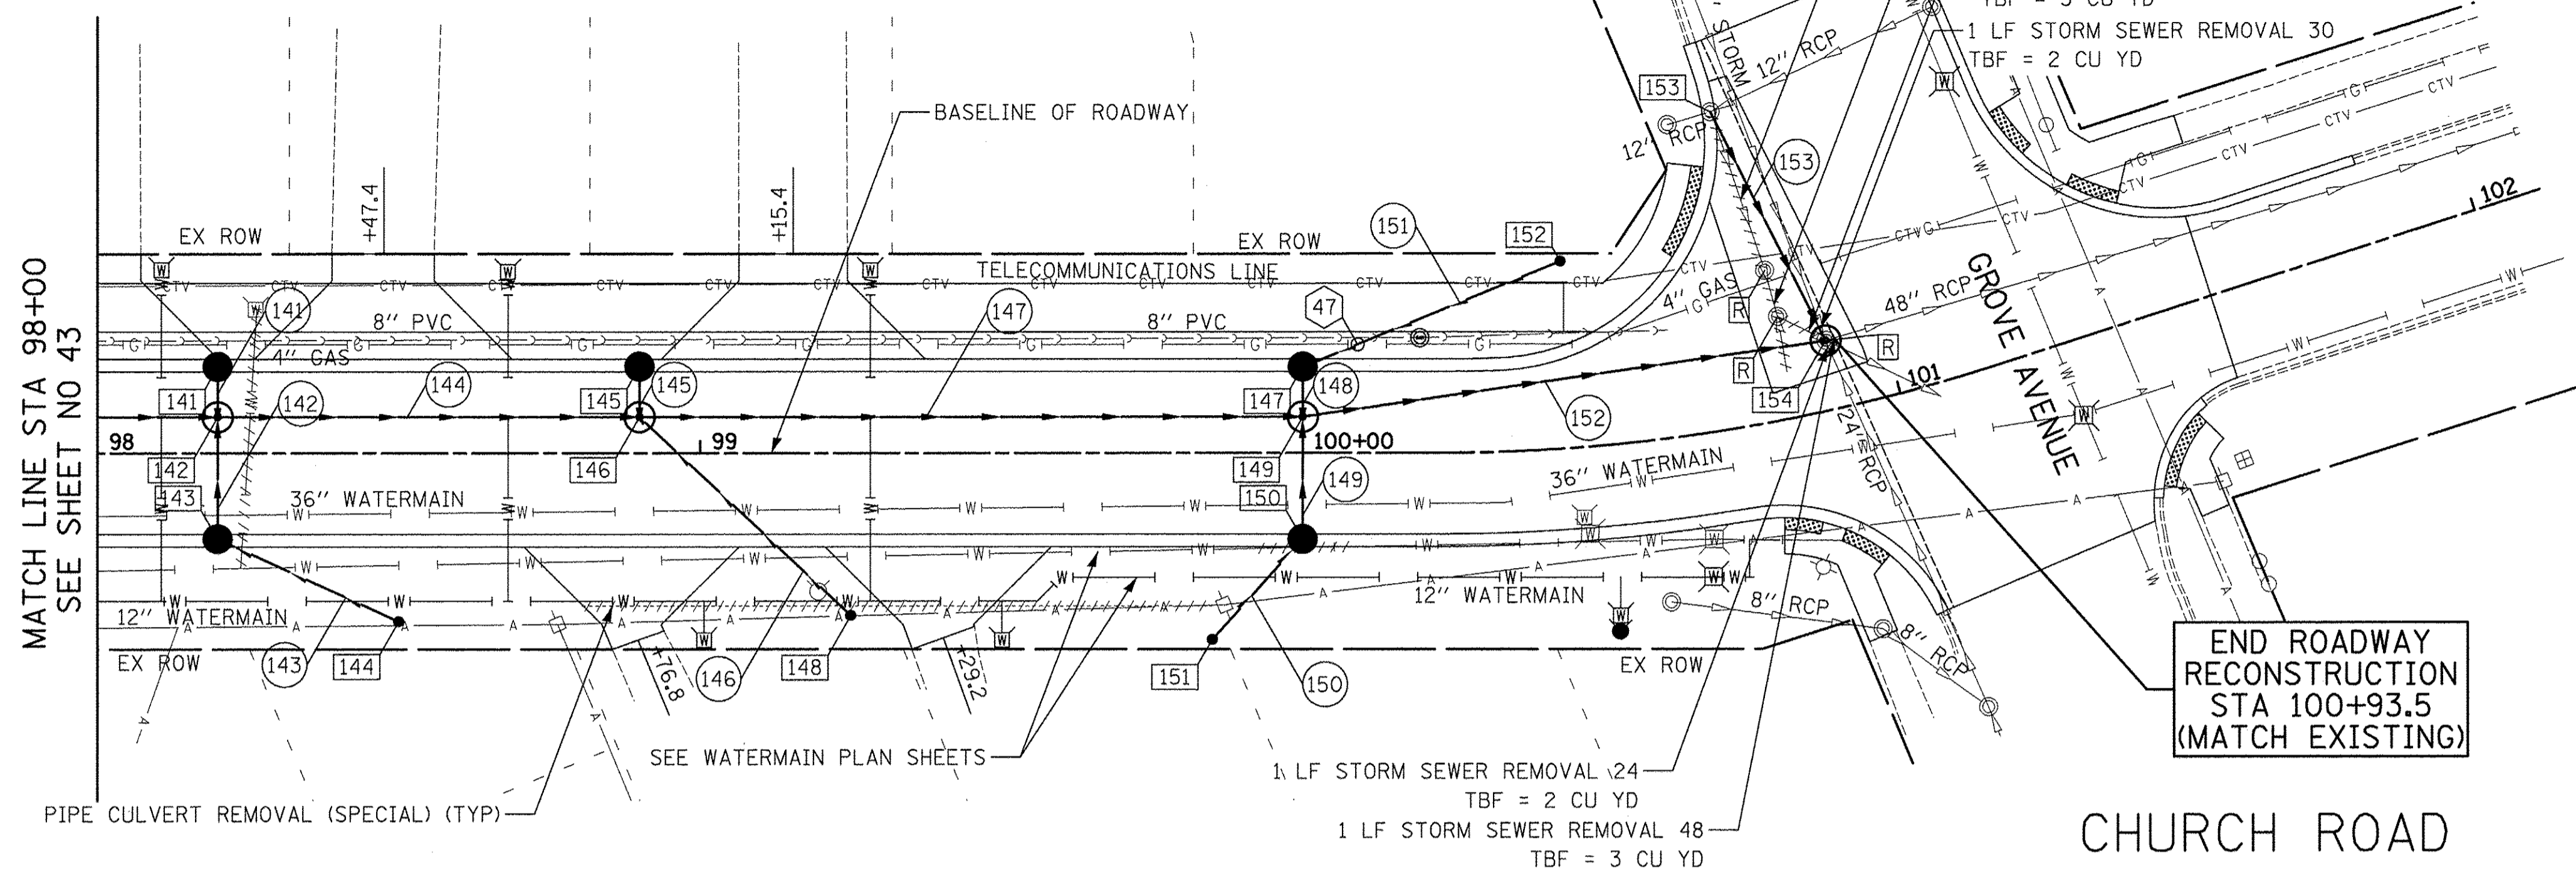 TBF = 3 CU YD
1 LF STORM SEWER REMOVAL 30
TBF = 2 CU YD
STORM
12" RCP
153
12" RCP
BASELINE OF ROADWAY
153
+47.4
+15.4
102
EX ROW
EX ROW
151
152
TELECOMMUNICATIONS LINE
MATCH LINE STA 98+00
SEE SHEET NO 43
141
8" PVC
147
8" PVC
47
4" GAS
48" RCP
GROVE AVENUE
4" GAS
R
R
R
141
142
144
145
145
147
148
152
154
101
98
99
100+00
142
146
149
24" RCP
143
36" WATERMAIN
150
149
36" WATERMAIN
12" WATERMAIN
12" WATERMAIN
8" RCP
8" RCP
EX ROW
143
144
+76.8
146
148
+29.2
151
150
EX ROW
END ROADWAY
RECONSTRUCTION
STA 100+93.5
(MATCH EXISTING)
SEE WATERMAIN PLAN SHEETS
1 LF STORM SEWER REMOVAL 24
TBF = 2 CU YD
PIPE CULVERT REMOVAL (SPECIAL) (TYP)
1 LF STORM SEWER REMOVAL 48
TBF = 3 CU YD
CHURCH ROAD